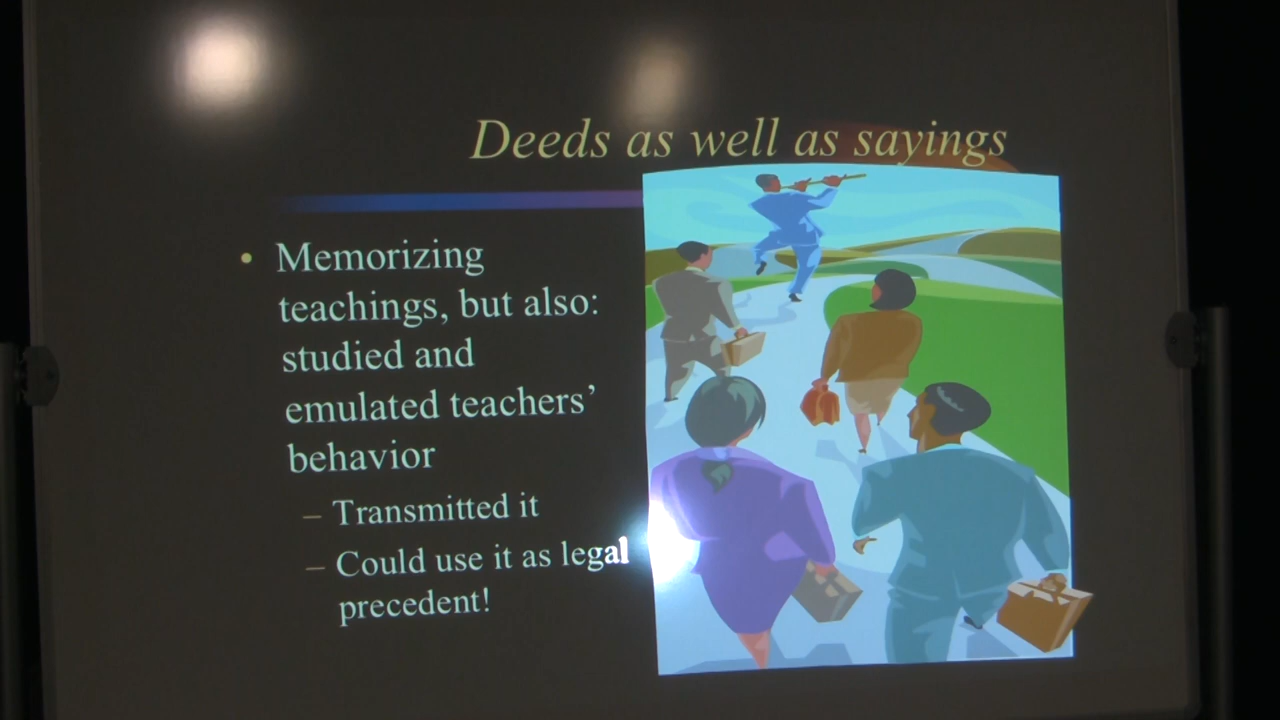 Deeds as well as sayings
• Memorizing
teachings, but also:
studied and
emulated teachers’
behavior
– Transmitted it
– Could use it as legal
precedent!